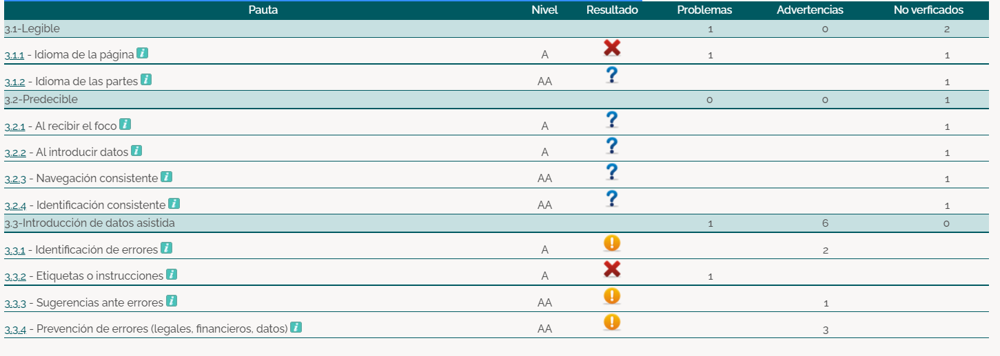 Pauta Nivel Resultado Problemas Advertencias No verficados
3.1-Legible 1 0 2
3.1.1 - Idioma de la página i A 1 1
3.1.2 - Idioma de las partes i AA ? 1
3.2-Predecible 0 0 1
3.2.1 - Al recibir el foco i A ? 1
3.2.2 - Al introducir datos i A ? 1
3.2.3 - Navegación consistente i AA ? 1
3.2.4 - Identificación consistente i AA ? 1
3.3-Introducción de datos asistida 1 6 0
3.3.1 - Identificación de errores i A ! 2
3.3.2 - Etiquetas o instrucciones i A 1
3.3.3 - Sugerencias ante errores i AA ! 1
3.3.4 - Prevención de errores (legales, financieros, datos) i AA ! 3